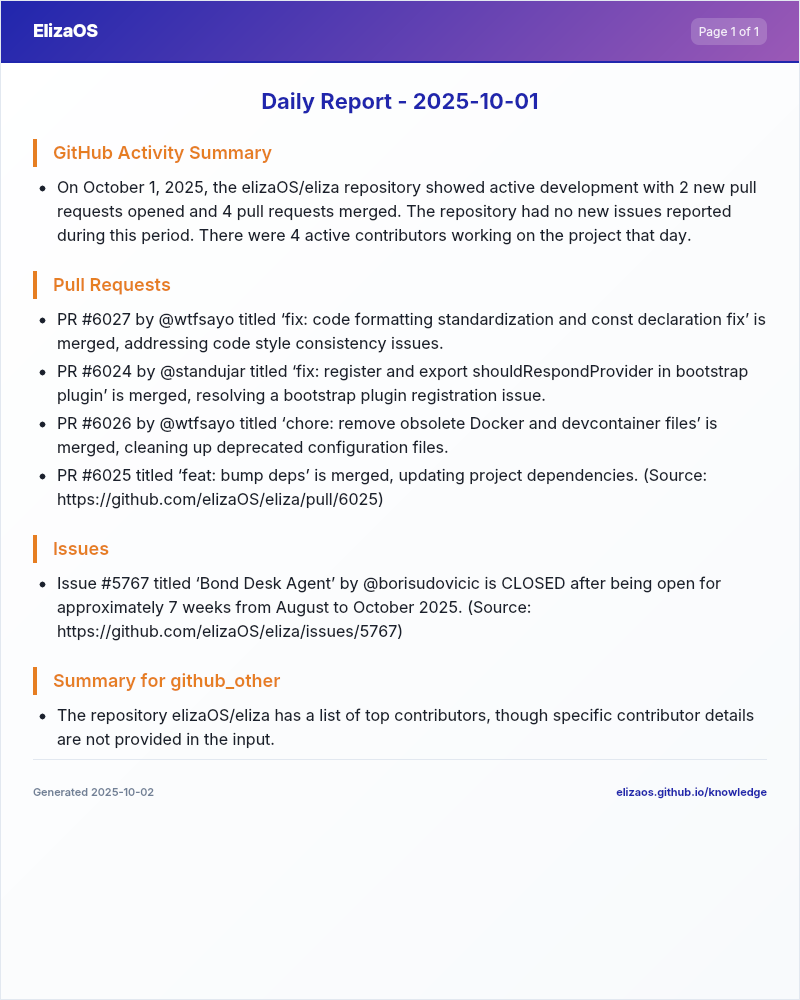 ElizaOS
Page 1 of 1
Daily Report - 2025-10-01
GitHub Activity Summary
• On October 1, 2025, the elizaOS/eliza repository showed active development with 2 new pull
requests opened and 4 pull requests merged. The repository had no new issues reported
during this period. There were 4 active contributors working on the project that day.
Pull Requests
• PR #6027 by @wtfsayo titled ‘fix: code formatting standardization and const declaration fix’ is
merged, addressing code style consistency issues.
• PR #6024 by @standujar titled ‘fix: register and export shouldRespondProvider in bootstrap
plugin’ is merged, resolving a bootstrap plugin registration issue.
• PR #6026 by @wtfsayo titled ‘chore: remove obsolete Docker and devcontainer files’ is
merged, cleaning up deprecated configuration files.
• PR #6025 titled ‘feat: bump deps’ is merged, updating project dependencies. (Source:
https://github.com/elizaOS/eliza/pull/6025)
Issues
• Issue #5767 titled ‘Bond Desk Agent’ by @borisudovicic is CLOSED after being open for
approximately 7 weeks from August to October 2025. (Source:
https://github.com/elizaOS/eliza/issues/5767)
Summary for github_other
• The repository elizaOS/eliza has a list of top contributors, though specific contributor details
are not provided in the input.
Generated 2025-10-02
elizaos.github.io/knowledge